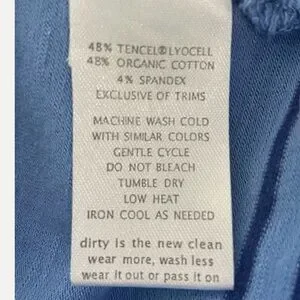 48% TENCEL®LYOCELL
48% ORGANIC COTTON
4% SPANDEX
EXCLUSIVE OF TRIMS
MACHINE WASH COLD
WITH SIMILAR COLORS
GENTLE CYCLE
DO NOT BLEACH
TUMBLE DRY
LOW HEAT
IRON COOL AS NEEDED
dirty is the new clean
wear more, wash less
wear it out or pass it on